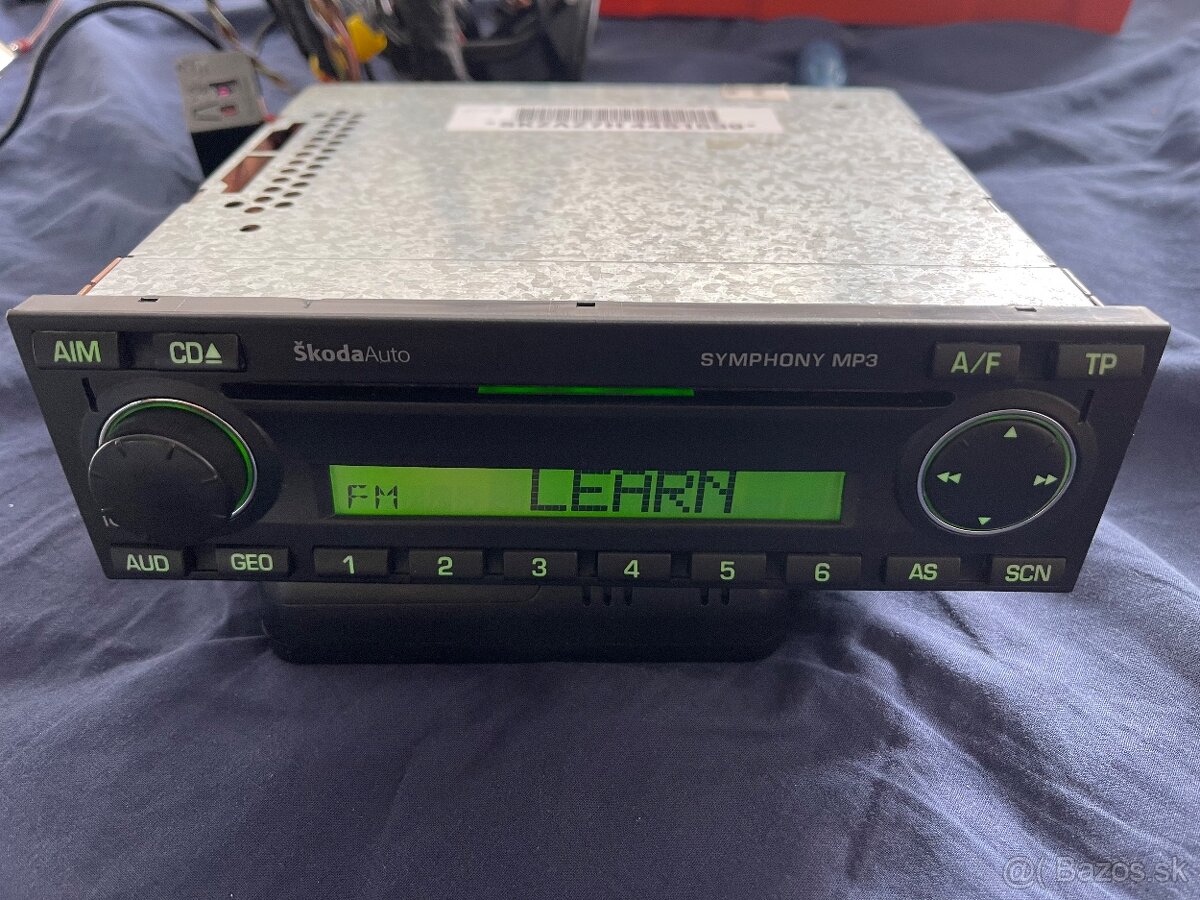 AIM CD ŠkodaAuto SYMPHONY MP3 A/F TP
FM LEARN
AUD GEO 1 2 3 4 5 6 AS SCN
@( Bazos.sk